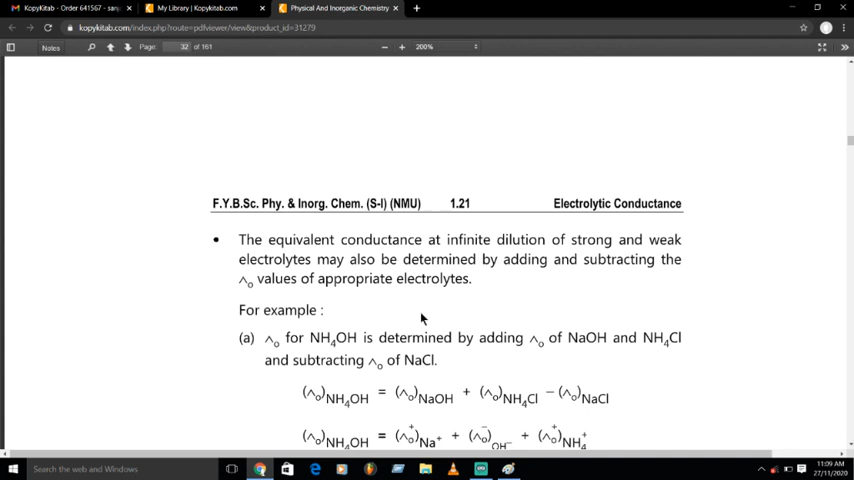 KopyKitab - Order 641567 - sanj
My Library | Kopykitab.com
Physical And Inorganic Chemistry
kopykitab.com/index.php?route=pdfviewer/view&product_id=31279
Notes
Page: 32 of 161
200%
F.Y.B.Sc. Phy. & Inorg. Chem. (S-I) (NMU) 1.21 Electrolytic Conductance
• The equivalent conductance at infinite dilution of strong and weak
electrolytes may also be determined by adding and subtracting the
^o values of appropriate electrolytes.
For example :
(a) ^o for NH4OH is determined by adding ^o of NaOH and NH4Cl
and subtracting ^o of NaCl.
(^o)NH4OH = (^o)NaOH + (^o)NH4Cl – (^o)NaCl
(^o)NH4OH = (^o+)Na+ + (^o–)OH– + (^o+)NH4+
Search the web and Windows
11:09 AM
27/11/2020